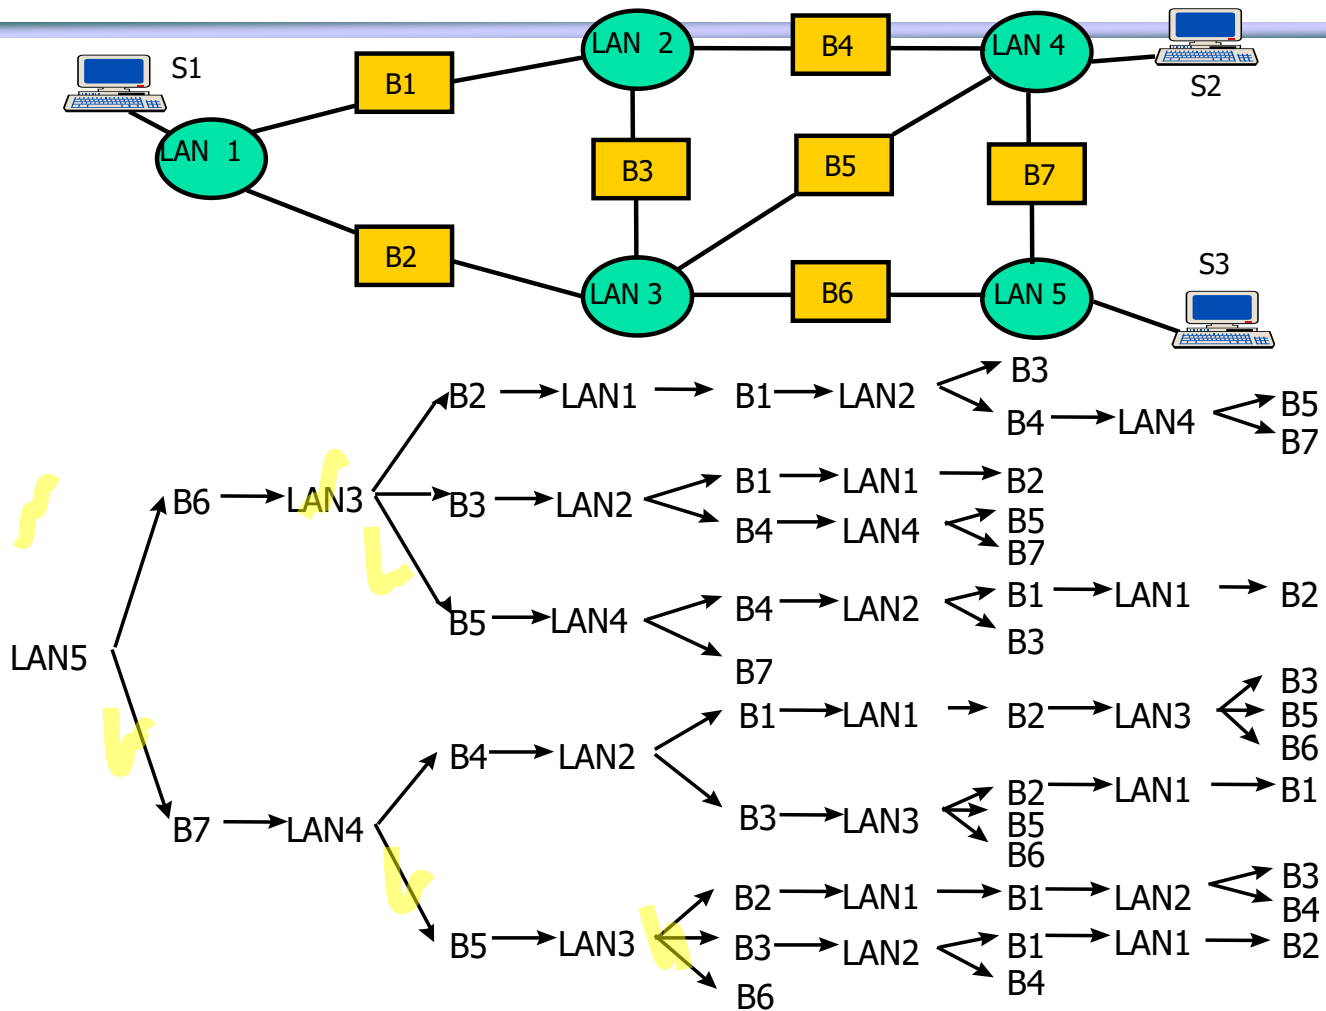 LAN 2
B4
LAN 4
S1
B1
S2
LAN 1
B3
B5
B7
B2
S3
LAN 3
B6
LAN 5
B3
B2 LAN1 B1 LAN2
B4 LAN4 B5
B7
B6 LAN3 B3 LAN2 B1 LAN1 B2
B4 LAN4 B5
B7
B5 LAN4 B4 LAN2 B1 LAN1 B2
B3
LAN5
B7
B3
B1 LAN1 B2 LAN3 B5
B6
B4 LAN2
B2 LAN1 B1
B7 LAN4 B3 LAN3 B5
B6
B3
B2 LAN1 B1 LAN2
B4
B5 LAN3 B3 LAN2 B1 LAN1 B2
B4
B6